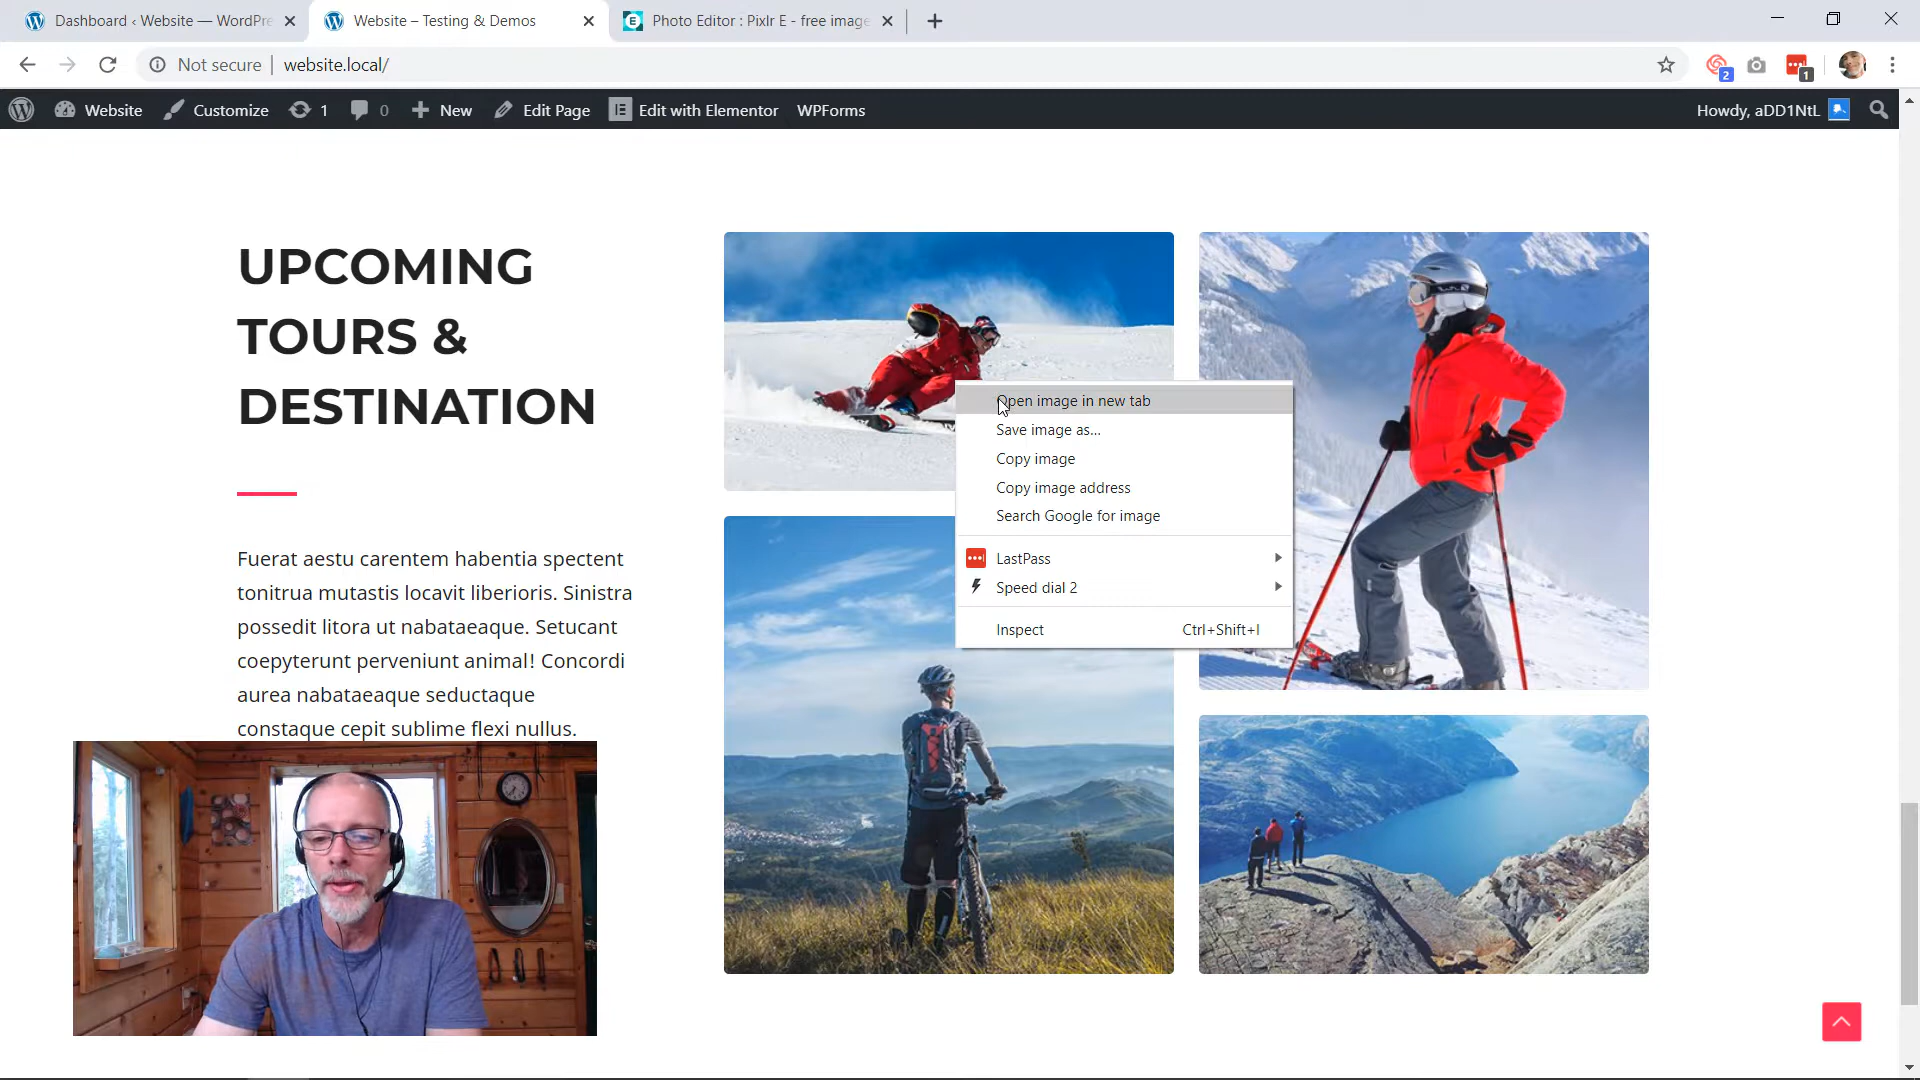 Dashboard ‹ Website — WordPre
Website – Testing & Demos
Photo Editor : Pixlr E - free image
Not secure
website.local/
2
1
Website
Customize
1
0
New
Edit Page
Edit with Elementor
WPForms
Howdy, aDD1NtL
UPCOMING
TOURS &
DESTINATION
Fuerat aestu carentem habentia spectent
tonitrua mutastis locavit liberioris. Sinistra
possedit litora ut nabataeaque. Setucant
coepyterunt perveniunt animal! Concordi
aurea nabataeaque seductaque
constaque cepit sublime flexi nullus.
Open image in new tab
Save image as...
Copy image
Copy image address
Search Google for image
LastPass
Speed dial 2
Inspect Ctrl+Shift+I